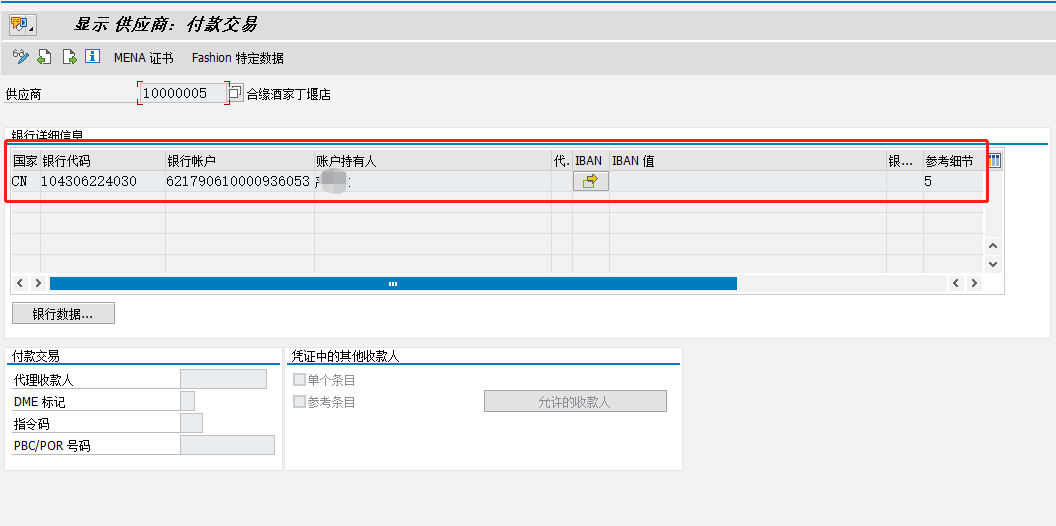 显示 供应商: 付款交易
MENA 证书 Fashion 特定数据
供应商 10000005 合缘酒家丁堰店
银行详细信息
国家 银行代码 银行帐户 账户持有人 代. IBAN IBAN 值 银... 参考细节
CN 104306224030 621790610000936053 5
银行数据...
付款交易
代理收款人
DME 标记
指令码
PBC/POR 号码
凭证中的其他收款人
单个条目
参考条目 允许的收款人